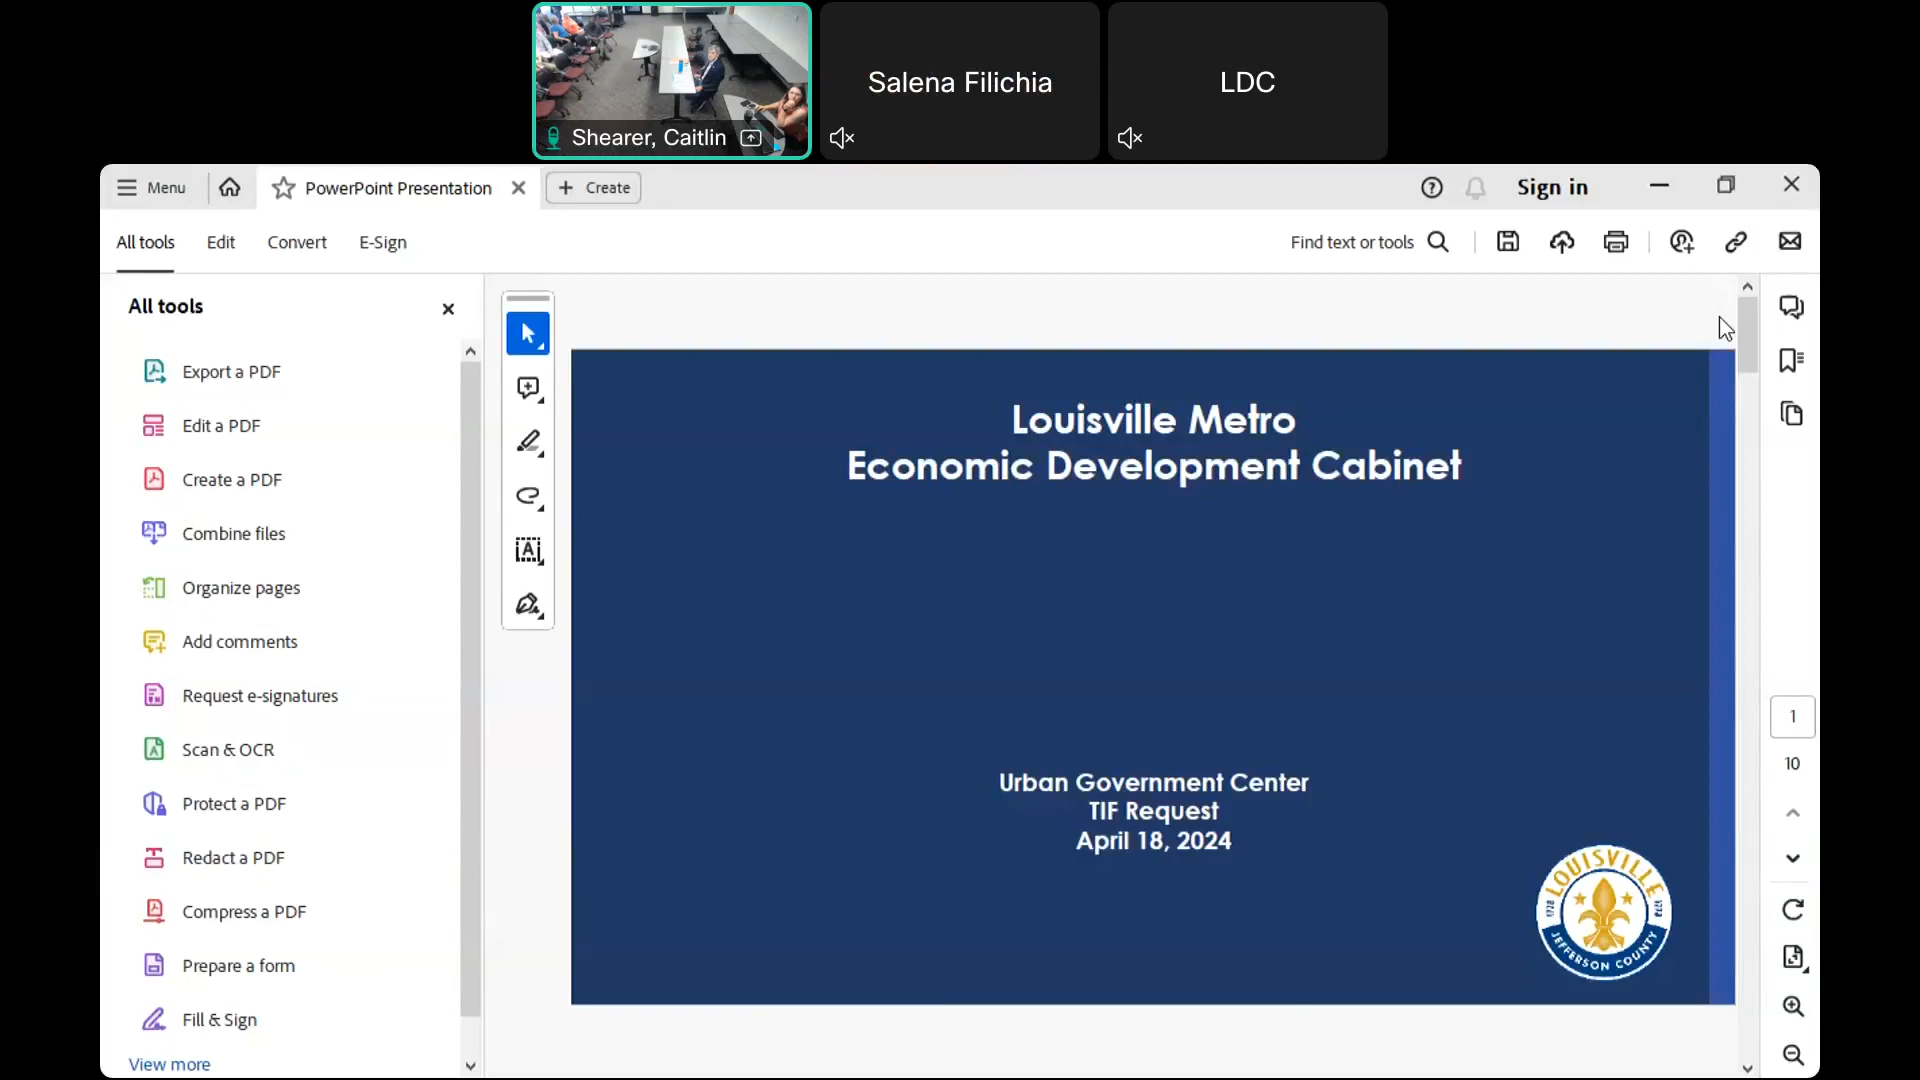 Shearer, Caitlin
Salena Filichia
LDC
Menu
PowerPoint Presentation
Create
Sign in
All tools
Edit
Convert
E-Sign
Find text or tools
All tools
Export a PDF
Edit a PDF
Create a PDF
Combine files
Organize pages
Add comments
Request e-signatures
Scan & OCR
Protect a PDF
Redact a PDF
Compress a PDF
Prepare a form
Fill & Sign
View more
Louisville Metro
Economic Development Cabinet
Urban Government Center
TIF Request
April 18, 2024
LOUISVILLE
1778
JEFFERSON COUNTY
1
10